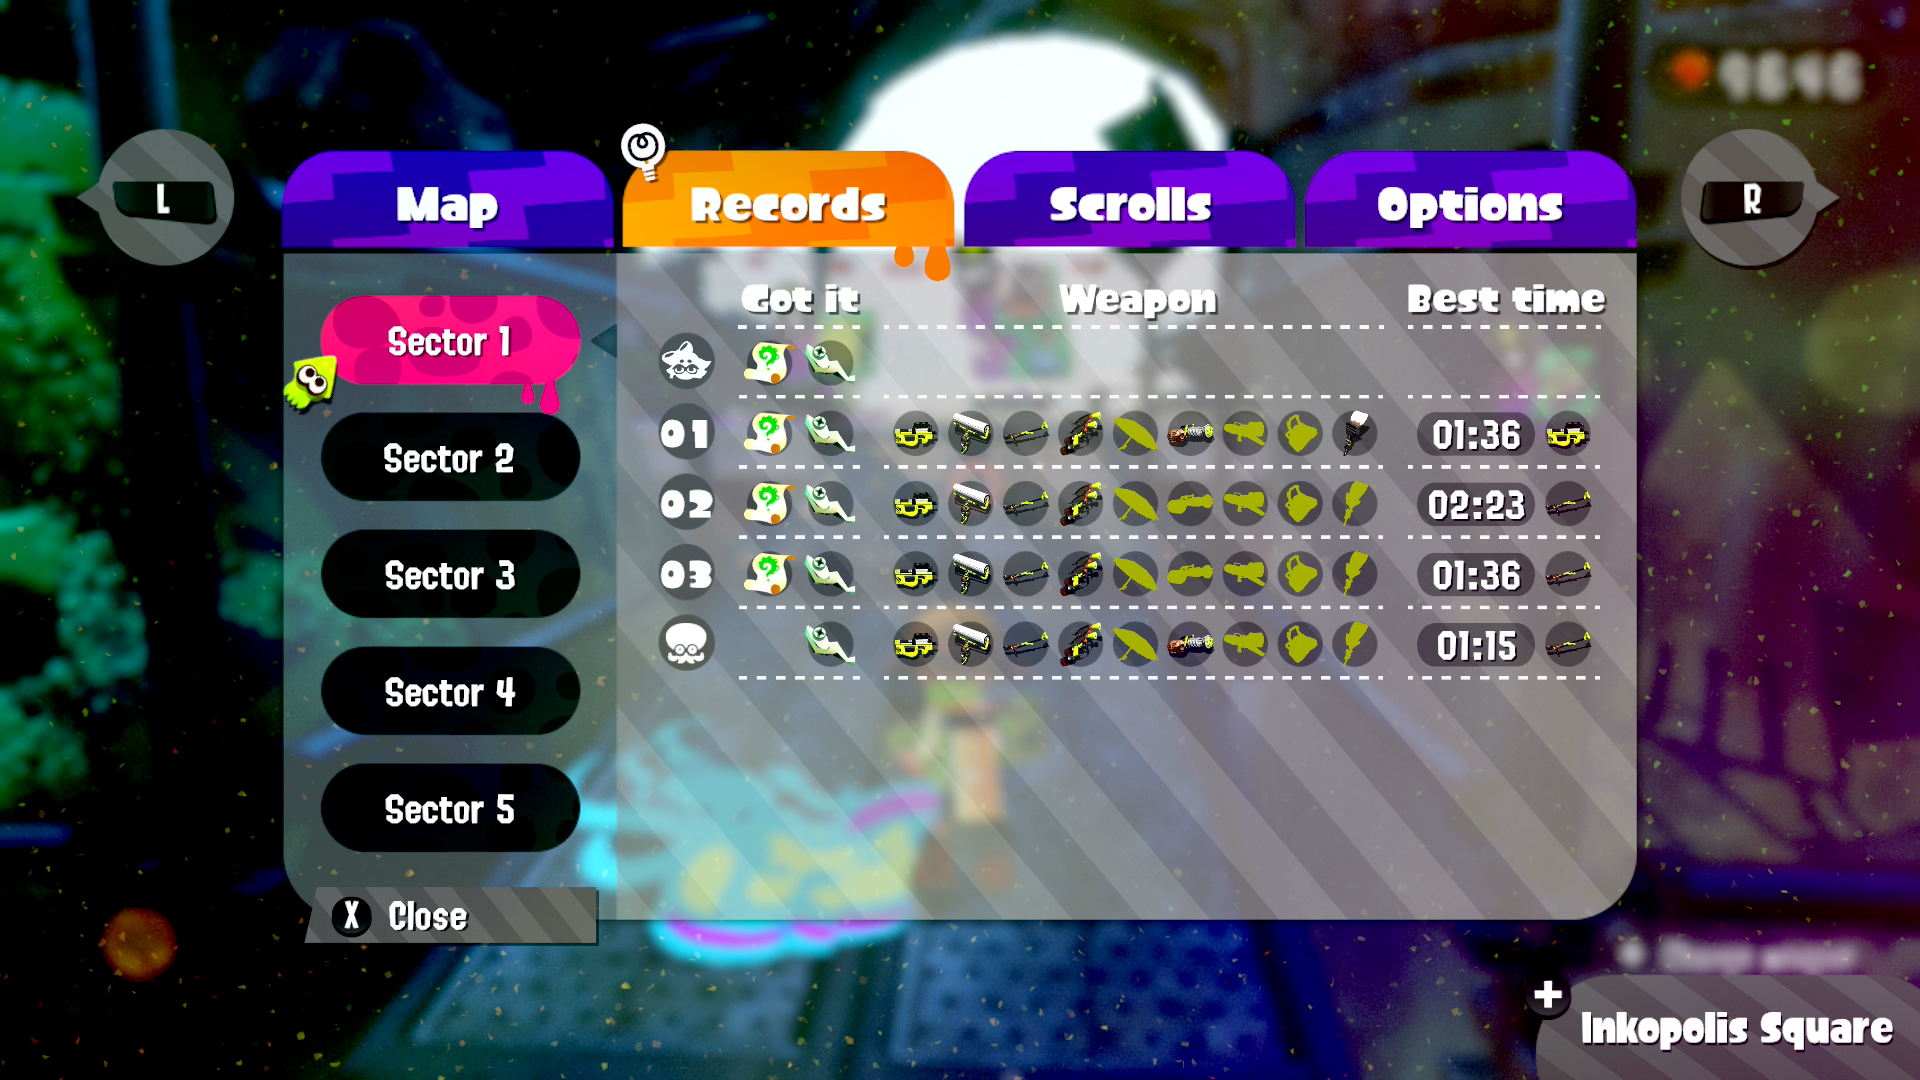 9848
L
Map
Records
Scrolls
Options
R
Got it
Weapon
Best time
Sector 1
Sector 2
Sector 3
Sector 4
Sector 5
01
01:36
02
02:23
03
01:36
01:15
X Close
Inkopolis Square